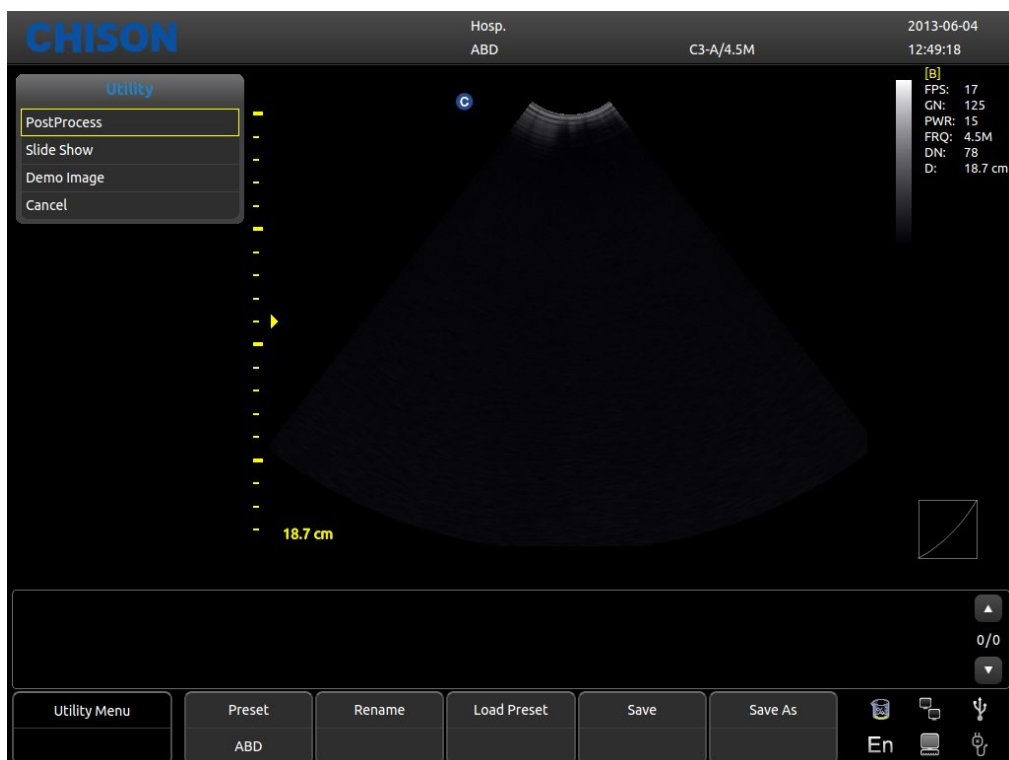 CHISON
Hosp.
ABD
C3-A/4.5M
2013-06-04
12:49:18
Utility
PostProcess
Slide Show
Demo Image
Cancel
C
[B]
FPS: 17
GN: 125
PWR: 15
FRQ: 4.5M
DN: 78
D: 18.7 cm
18.7 cm
0/0
Utility Menu
Preset
Rename
Load Preset
Save
Save As
ABD
En